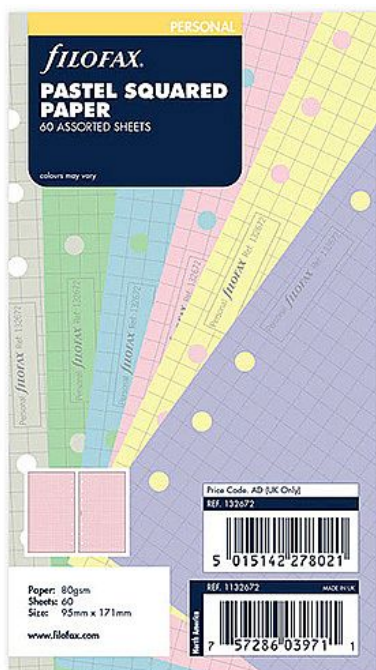 PERSONAL
fILOFAX.
PASTEL SQUARED
PAPER
60 ASSORTED SHEETS
colours may vary
Personal fILOFAX Ref. 132672
Personal fILOFAX Ref. 132672
Personal fILOFAX Ref. 132672
fILOFAX Ref. 132672
Personal fILOFAX Ref. 132672
Personal fILOFAX Ref. 132672
Price Code. AD (UK Only)
REF. 132672
5 015142 278021
Paper: 80gsm
Sheets: 60
Size: 95mm x 171mm
www.filofax.com
REF. 1132672 MADE IN UK
North America
7 57286 03971 1